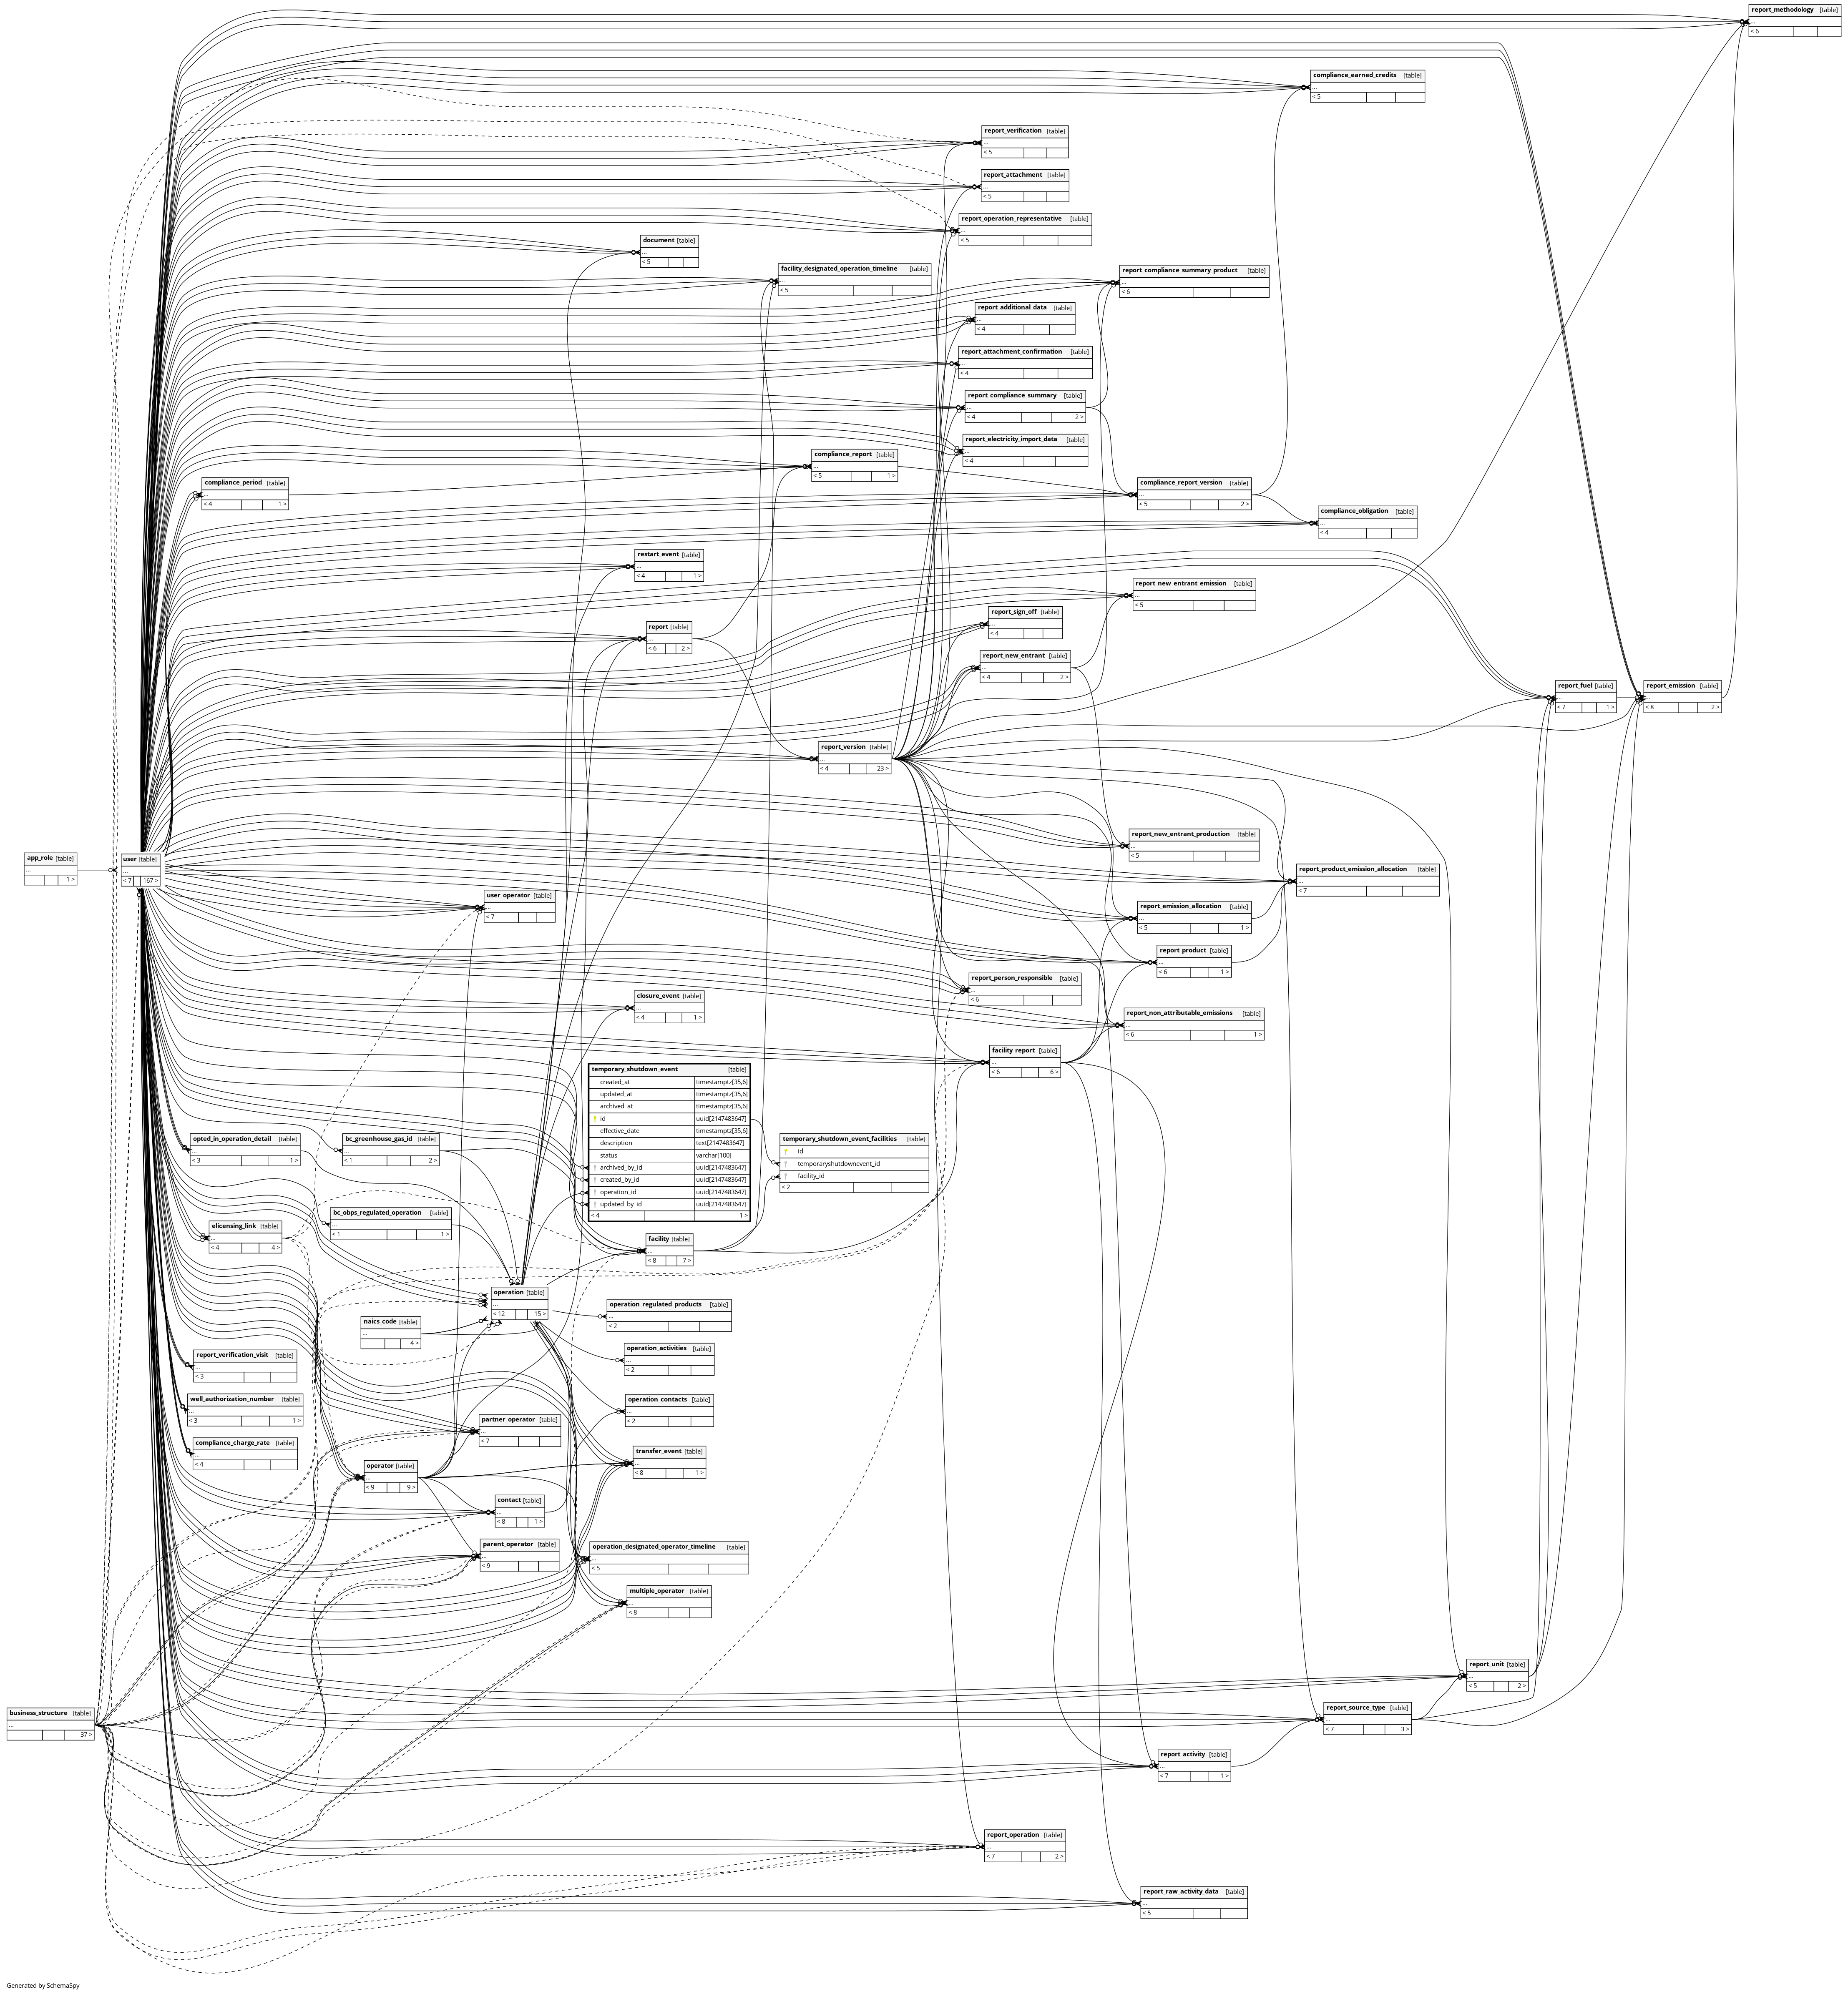 report_methodology [table]
...
< 6
compliance_earned_credits [table]
...
< 5
report_verification [table]
...
< 5
report_attachment [table]
...
< 5
report_operation_representative [table]
...
< 5
document [table]
...
< 5
facility_designated_operation_timeline [table]
...
< 5
report_compliance_summary_product [table]
...
< 6
report_additional_data [table]
...
< 4
report_attachment_confirmation [table]
...
< 4
report_compliance_summary [table]
...
< 4 2 >
report_electricity_import_data [table]
...
< 4
compliance_report [table]
...
< 5 1 >
compliance_period [table]
...
< 4 1 >
compliance_report_version [table]
...
< 5 2 >
compliance_obligation [table]
...
< 4
restart_event [table]
...
< 4 1 >
report_new_entrant_emission [table]
...
< 5
report_sign_off [table]
...
< 4
report [table]
...
< 6 2 >
report_new_entrant [table]
...
< 4 2 >
report_fuel [table]
...
< 7 1 >
report_emission [table]
...
< 8 2 >
report_version [table]
...
< 4 23 >
report_new_entrant_production [table]
...
< 5
app_role [table]
...
1 >
user [table]
...
< 7 167 >
report_product_emission_allocation [table]
...
< 7
user_operator [table]
...
< 7
report_emission_allocation [table]
...
< 5 1 >
report_product [table]
...
< 6 1 >
report_person_responsible [table]
...
< 6
closure_event [table]
...
< 4 1 >
report_non_attributable_emissions [table]
...
< 6 1 >
facility_report [table]
...
< 6 6 >
temporary_shutdown_event [table]
created_at timestamptz[35,6]
updated_at timestamptz[35,6]
archived_at timestamptz[35,6]
id uuid[2147483647]
effective_date timestamptz[35,6]
description text[2147483647]
status varchar[100]
archived_by_id uuid[2147483647]
created_by_id uuid[2147483647]
operation_id uuid[2147483647]
updated_by_id uuid[2147483647]
< 4 1 >
temporary_shutdown_event_facilities [table]
id
temporaryshutdownevent_id
facility_id
< 2
opted_in_operation_detail [table]
...
< 3 1 >
bc_greenhouse_gas_id [table]
...
< 1 2 >
bc_obps_regulated_operation [table]
...
< 1 1 >
elicensing_link [table]
...
< 4 4 >
facility [table]
...
< 8 7 >
operation [table]
...
< 12 15 >
operation_regulated_products [table]
...
< 2
naics_code [table]
...
4 >
operation_activities [table]
...
< 2
report_verification_visit [table]
...
< 3
well_authorization_number [table]
...
< 3 1 >
operation_contacts [table]
...
< 2
partner_operator [table]
...
< 7
compliance_charge_rate [table]
...
< 4
transfer_event [table]
...
< 8 1 >
operator [table]
...
< 9 9 >
contact [table]
...
< 8 1 >
parent_operator [table]
...
< 9
operation_designated_operator_timeline [table]
...
< 5
multiple_operator [table]
...
< 8
report_unit [table]
...
< 5 2 >
business_structure [table]
...
37 >
report_source_type [table]
...
< 7 3 >
report_activity [table]
...
< 7 1 >
report_operation [table]
...
< 7 2 >
report_raw_activity_data [table]
...
< 5
Generated by SchemaSpy